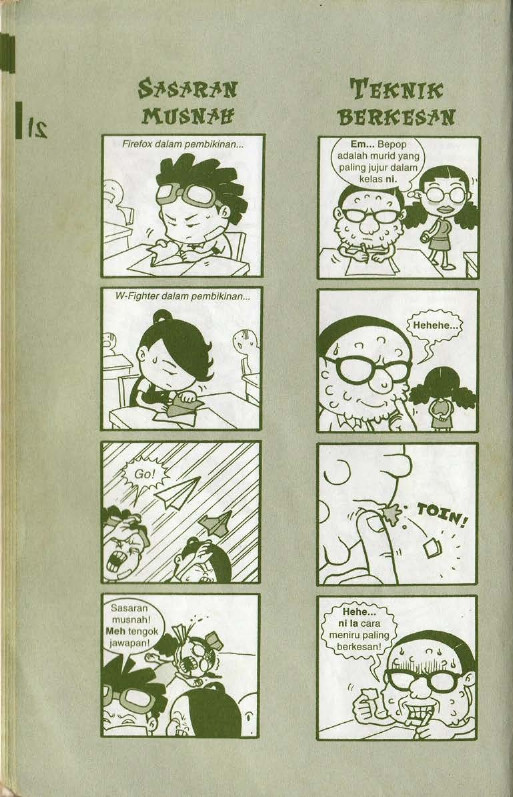 SASARAN
MUSNAH
Firefox dalam pembikinan...
W-Fighter dalam pembikinan...
Go!
Sasaran
musnah!
Meh tengok
jawapan!
TEKNIK
BERKESAN
Em... Bepop
adalah murid yang
paling jujur dalam
kelas ni.
Hehehe...
TOIN!
Hehe...
ni la cara
meniru paling
berkesan!
21